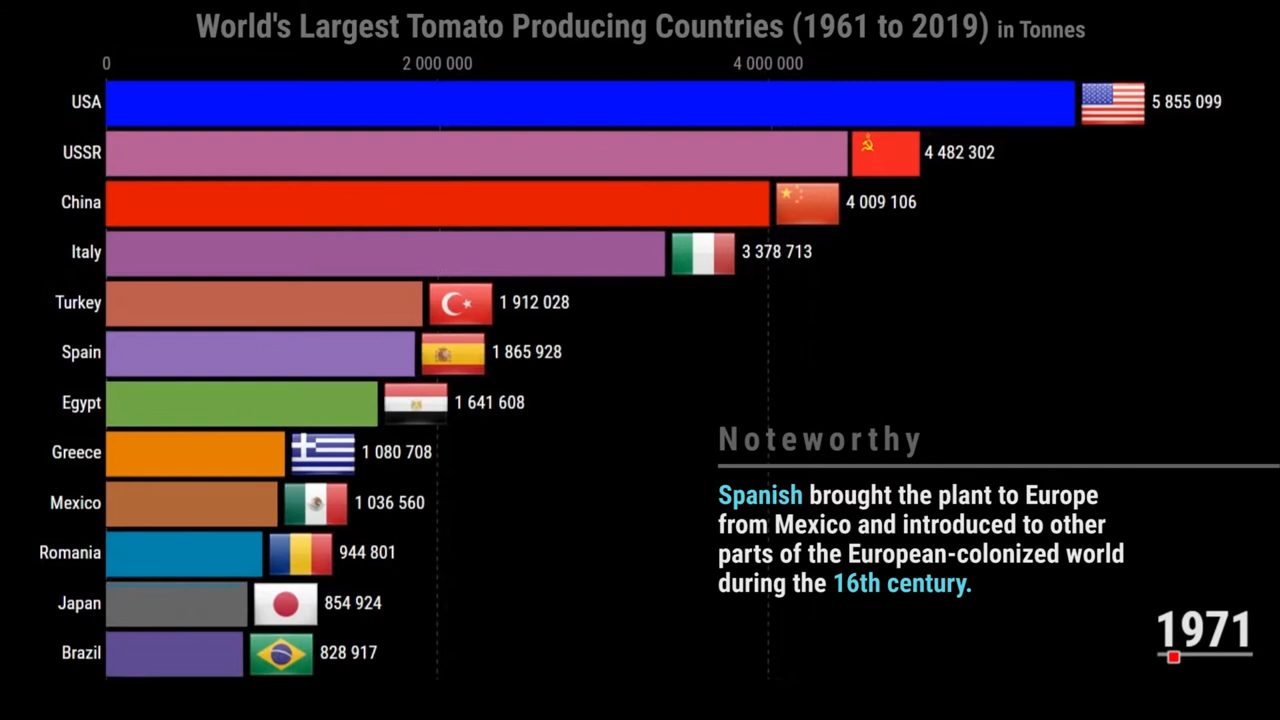 World's Largest Tomato Producing Countries (1961 to 2019) in Tonnes
0 2 000 000 4 000 000
USA 5 855 099
USSR 4 482 302
China 4 009 106
Italy 3 378 713
Turkey 1 912 028
Spain 1 865 928
Egypt 1 641 608
Greece 1 080 708
Mexico 1 036 560
Romania 944 801
Japan 854 924
Brazil 828 917
Noteworthy
Spanish brought the plant to Europe
from Mexico and introduced to other
parts of the European-colonized world
during the 16th century.
1971